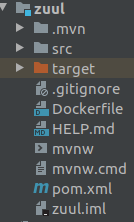 zuul
.mvn
src
target
.gitignore
Dockerfile
HELP.md
mvnw
mvnw.cmd
pom.xml
zuul.iml